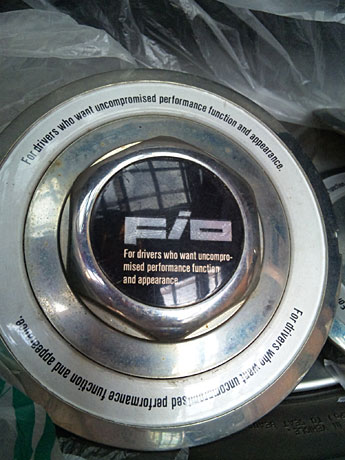 For drivers who want uncompromised performance function and appearance.
F/O
For drivers who want uncompro-
mised performance function
and appearance.
For drivers who want uncompromised performance function and appearance.